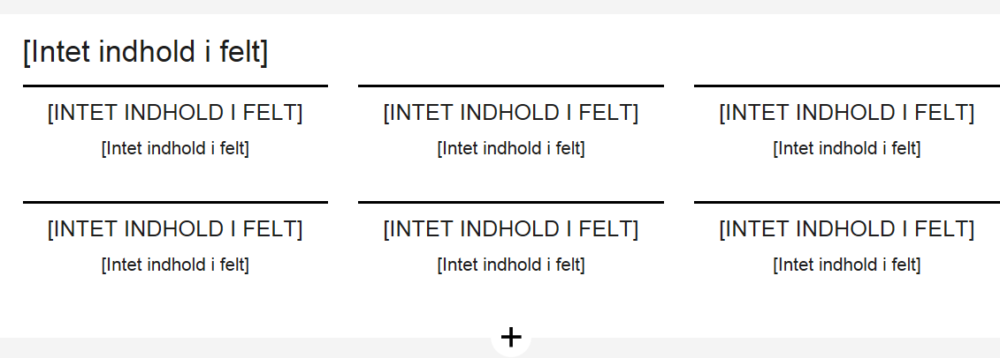 [Intet indhold i felt]
[INTET INDHOLD I FELT] [INTET INDHOLD I FELT] [INTET INDHOLD I FELT]
[Intet indhold i felt] [Intet indhold i felt] [Intet indhold i felt]
[INTET INDHOLD I FELT] [INTET INDHOLD I FELT] [INTET INDHOLD I FELT]
[Intet indhold i felt] [Intet indhold i felt] [Intet indhold i felt]
+